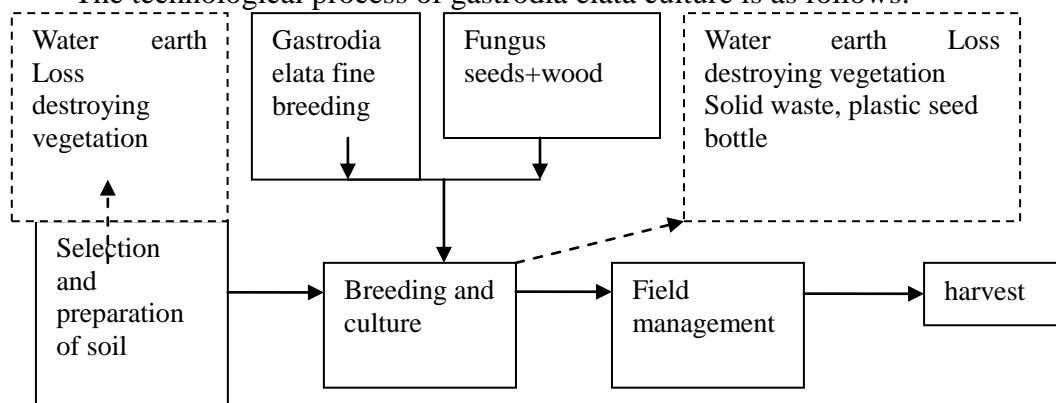 The technological process of gastrodia elata culture is as follows:
Water earth
Loss
destroying
vegetation
Gastrodia
elata fine
breeding
Fungus
seeds+wood
Water earth Loss
destroying vegetation
Solid waste, plastic seed
bottle
Selection
and
preparation
of soil
Breeding and
culture
Field
management
harvest